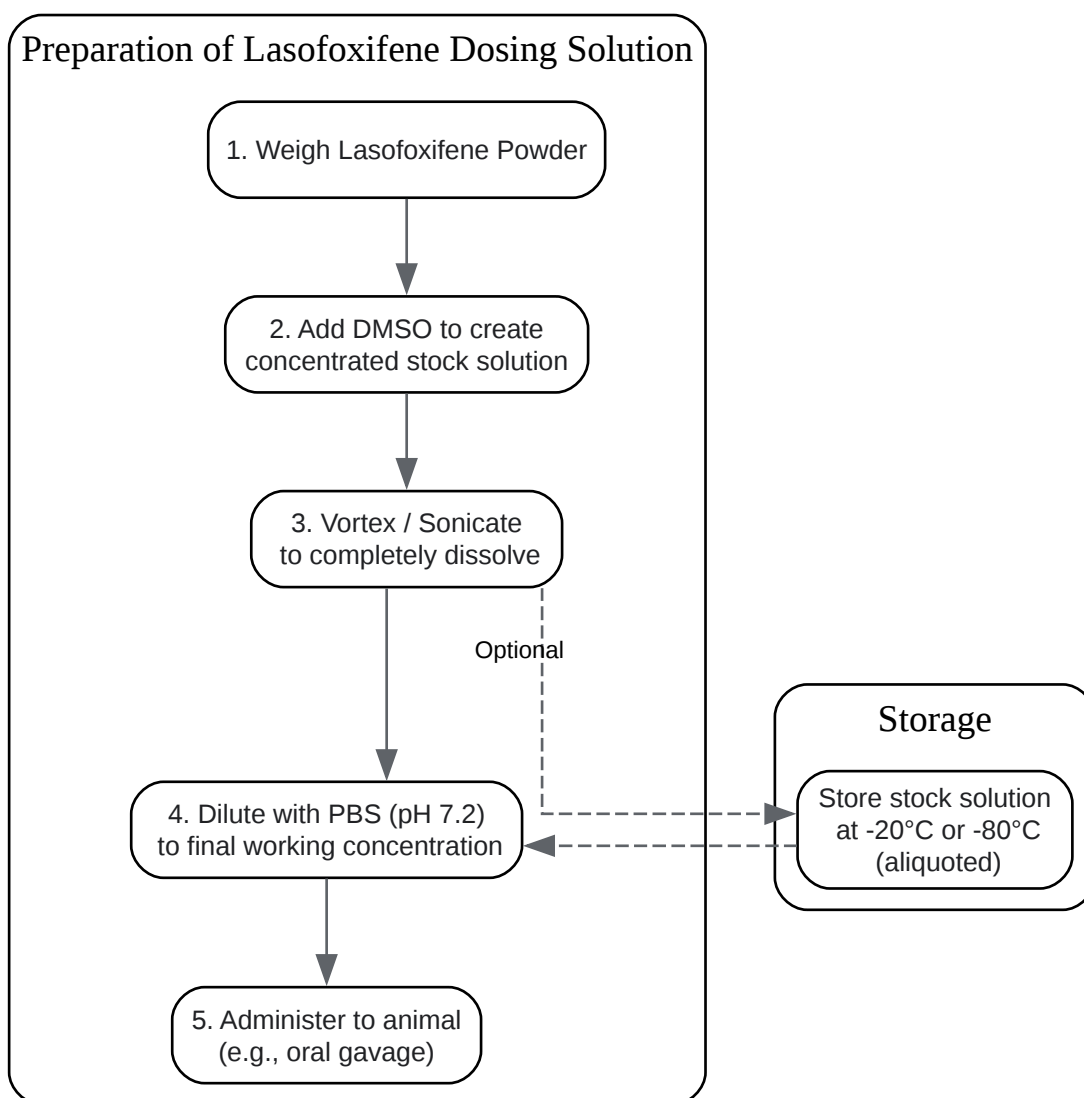 Preparation of Lasofoxifene Dosing Solution
1. Weigh Lasofoxifene Powder
2. Add DMSO to create
concentrated stock solution
3. Vortex / Sonicate
to completely dissolve
Optional
Storage
Store stock solution
at -20°C or -80°C
(aliquoted)
4. Dilute with PBS (pH 7.2)
to final working concentration
5. Administer to animal
(e.g., oral gavage)